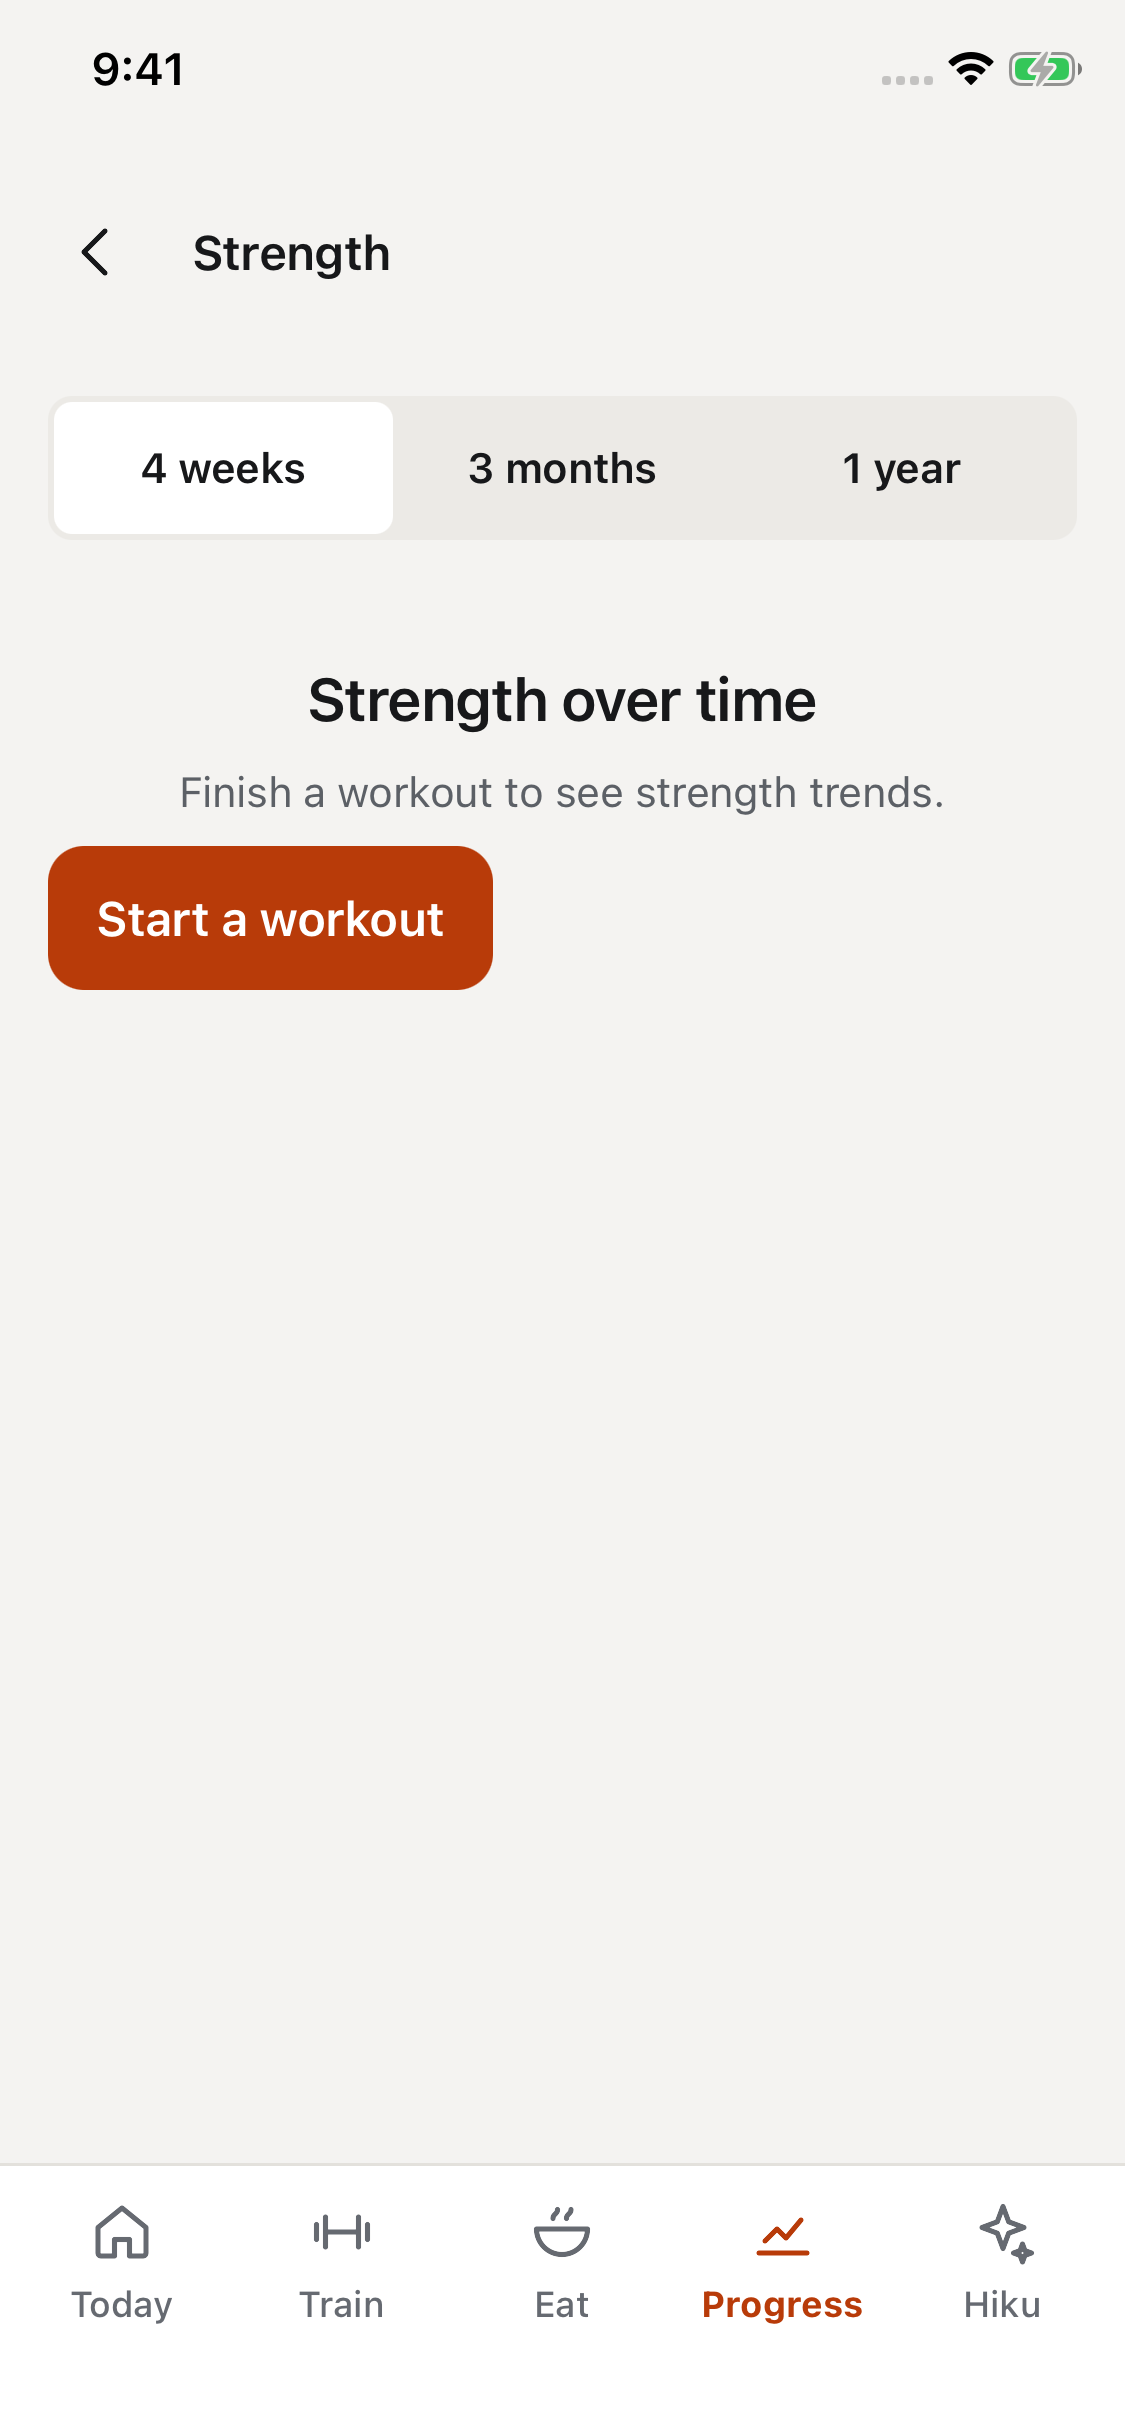 9:41
Strength
4 weeks
3 months
1 year
Strength over time
Finish a workout to see strength trends.
Start a workout
Today
Train
Eat
Progress
Hiku